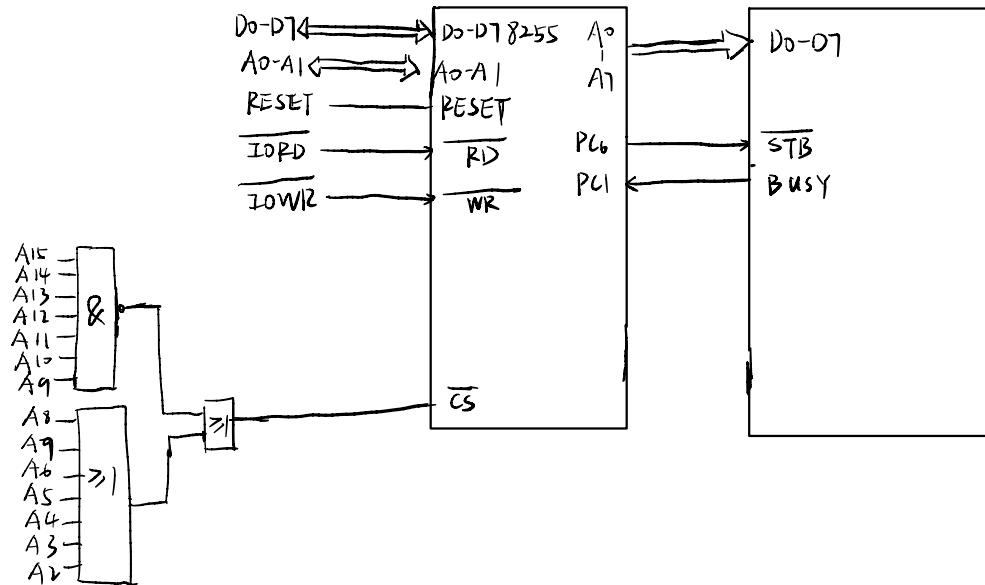 D0-D7 D0-D7 8255 A0 D0-D7
A0-A1 A0-A1 A7
RESET RESET
IORD RD PC6 STB
IOWR WR PC1 BUSY
A15
A14
A13
A12
A11
A10
A9
&
CS
A8
A9
A6
A5
A4
A3
A2
≥1
≥1